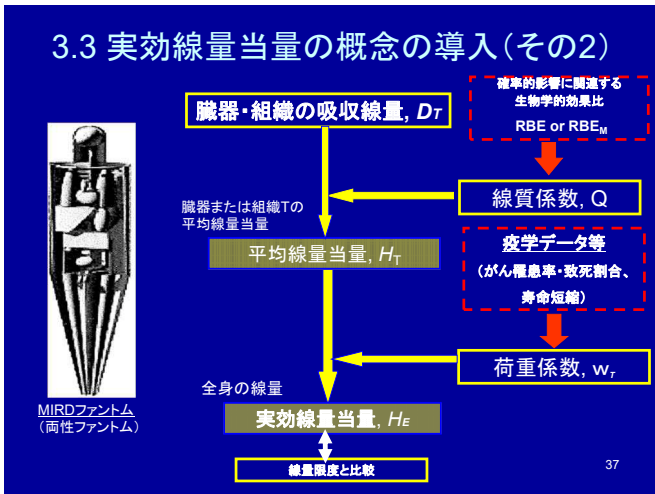 3.3 実効線量当量の概念の導入（その2）
確率的影響に関連する
生物学的効果比
RBE or RBEM
臓器・組織の吸収線量, DT
線質係数, Q
臓器または組織Tの
平均線量当量
平均線量当量, HT
疫学データ等
（がん罹患率・致死割合、
寿命短縮）
荷重係数, wT
全身の線量
実効線量当量, HE
線量限度と比較
MIRDファントム
（両性ファントム）
37